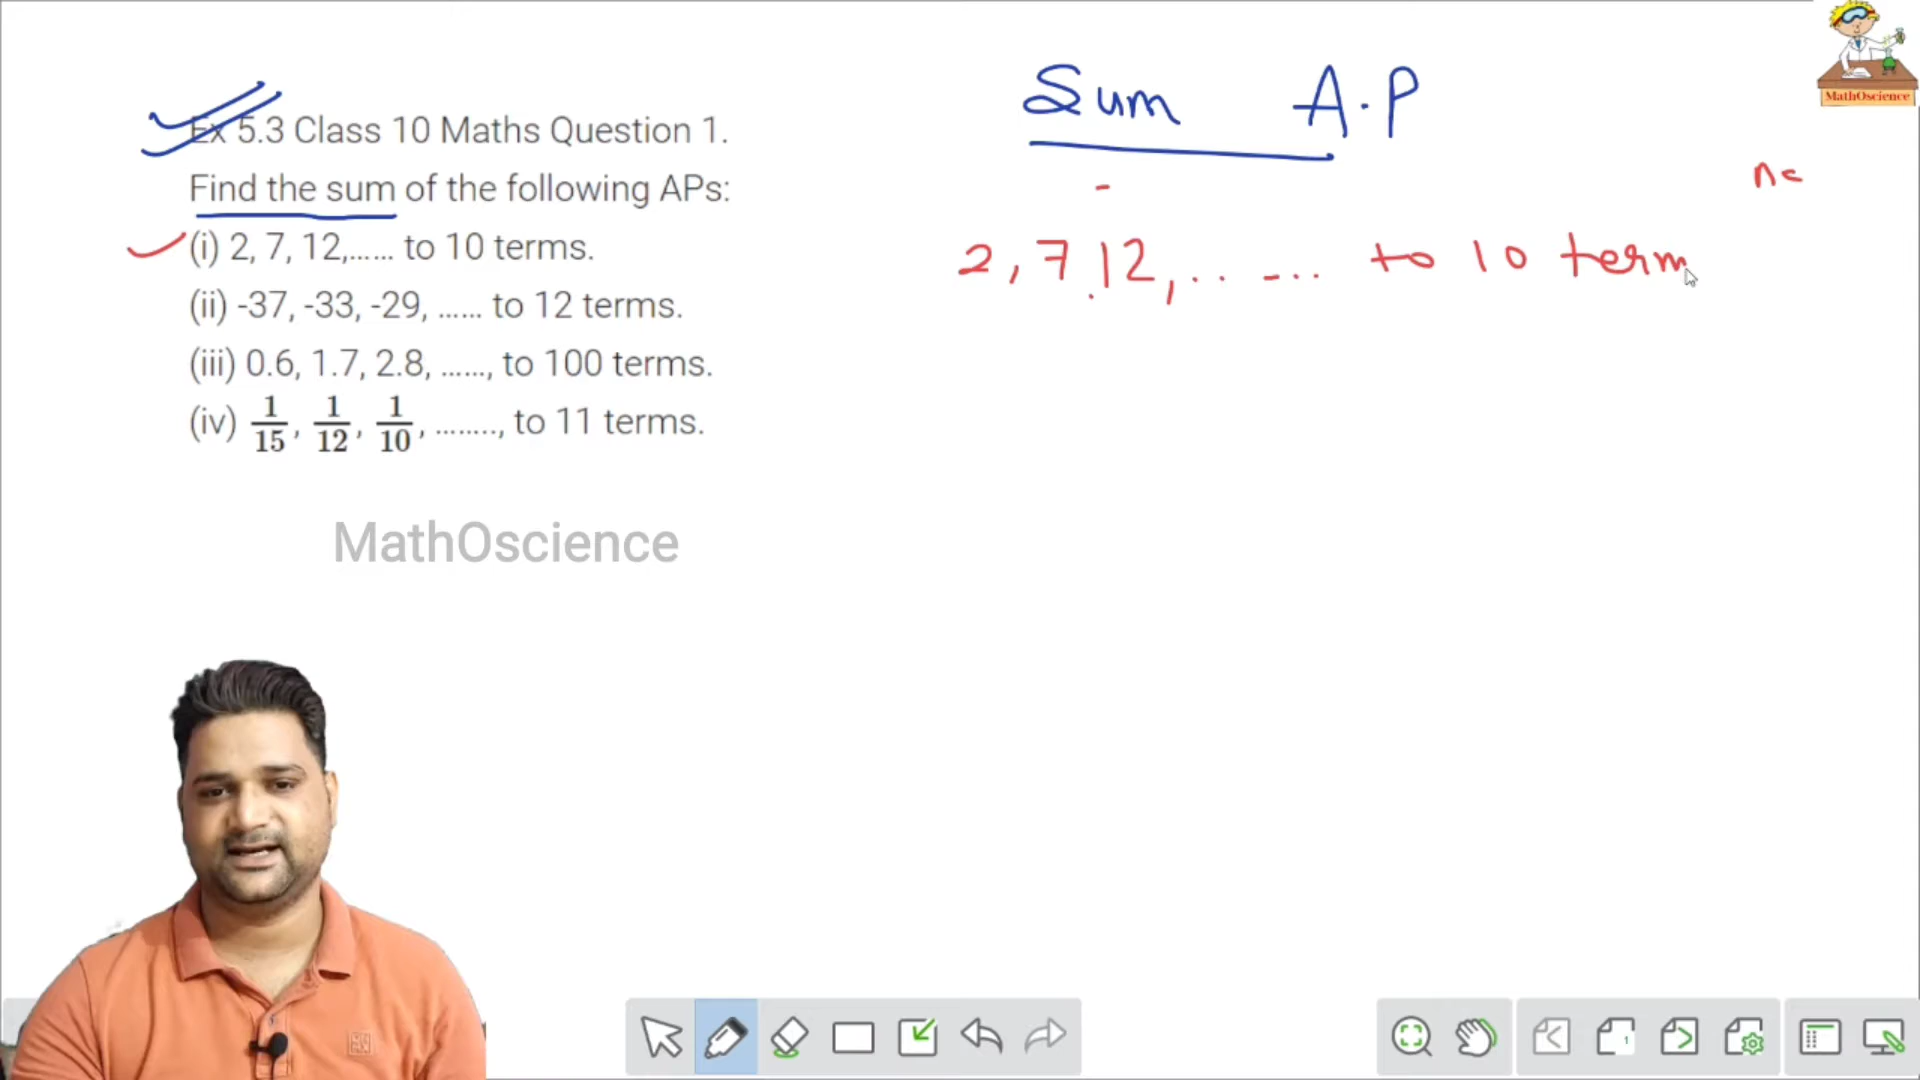 Ex 5.3 Class 10 Maths Question 1.
Find the sum of the following APs:
(i) 2, 7, 12,...... to 10 terms.
(ii) -37, -33, -29, ...... to 12 terms.
(iii) 0.6, 1.7, 2.8, ......, to 100 terms.
(iv) 1/15, 1/12, 1/10, ........, to 11 terms.
MathOscience
Sum A.P
2, 7, 12, ...... to 10 term
MathOscience